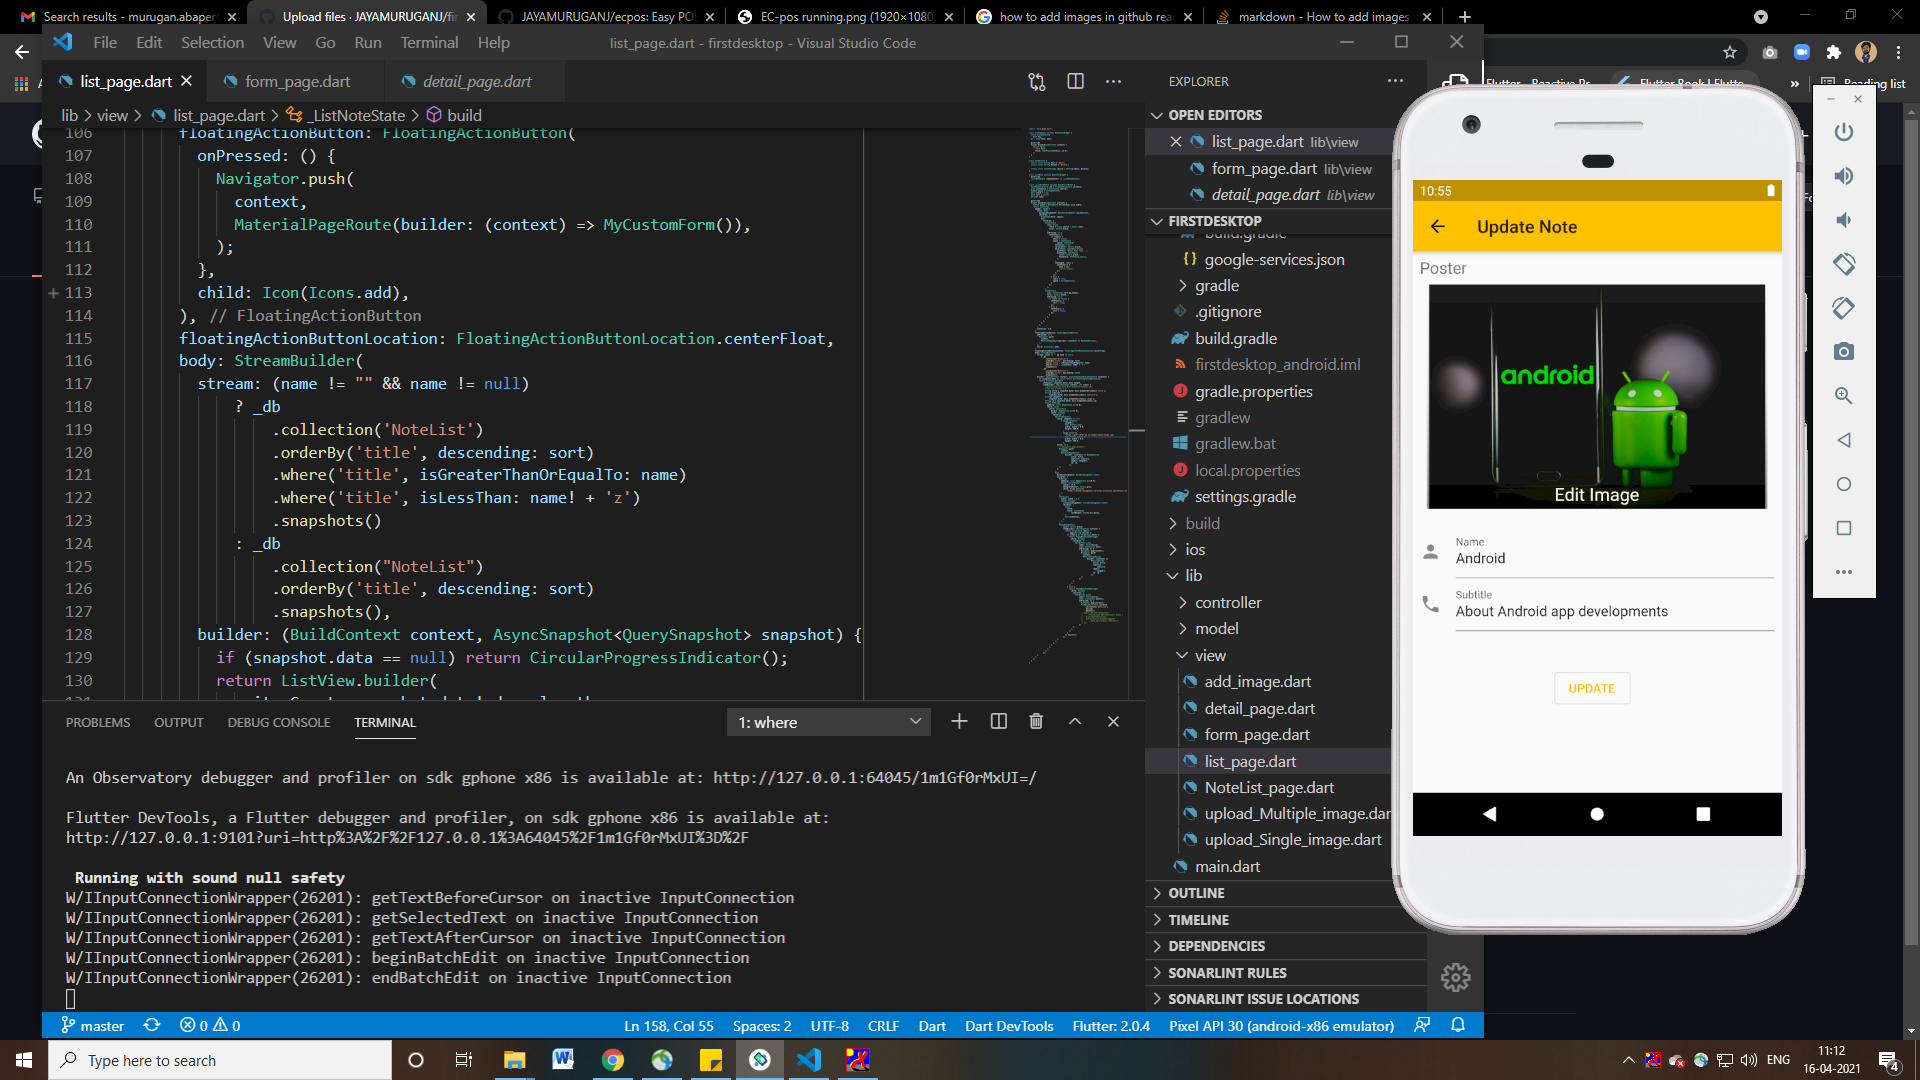 Search results - murugan.abaper
Upload files · JAYAMURUGANJ/fir
JAYAMURUGANJ/ecpos: Easy PO
EC-pos running.png (1920×1080)
how to add images in github rea
markdown - How to add images
File Edit Selection View Go Run Terminal Help
list_page.dart - firstdesktop - Visual Studio Code
Reading list
list_page.dart
form_page.dart
detail_page.dart
lib > view > list_page.dart > _ListNoteState > build
106 floatingActionButton: FloatingActionButton(
107 onPressed: () {
108 Navigator.push(
109 context,
110 MaterialPageRoute(builder: (context) => MyCustomForm()),
111 );
112 },
113 child: Icon(Icons.add),
114 ), // FloatingActionButton
115 floatingActionButtonLocation: FloatingActionButtonLocation.centerFloat,
116 body: StreamBuilder(
117 stream: (name != "" && name != null)
118 ? _db
119 .collection('NoteList')
120 .orderBy('title', descending: sort)
121 .where('title', isGreaterThanOrEqualTo: name)
122 .where('title', isLessThan: name! + 'z')
123 .snapshots()
124 : _db
125 .collection("NoteList")
126 .orderBy('title', descending: sort)
127 .snapshots(),
128 builder: (BuildContext context, AsyncSnapshot<QuerySnapshot> snapshot) {
129 if (snapshot.data == null) return CircularProgressIndicator();
130 return ListView.builder(
PROBLEMS OUTPUT DEBUG CONSOLE TERMINAL
1: where
An Observatory debugger and profiler on sdk gphone x86 is available at: http://127.0.0.1:64045/1m1Gf0rMxUI=/
Flutter DevTools, a Flutter debugger and profiler, on sdk gphone x86 is available at:
http://127.0.0.1:9101?uri=http%3A%2F%2F127.0.0.1%3A64045%2F1m1Gf0rMxUI%3D%2F
Running with sound null safety
W/IInputConnectionWrapper(26201): getTextBeforeCursor on inactive InputConnection
W/IInputConnectionWrapper(26201): getSelectedText on inactive InputConnection
W/IInputConnectionWrapper(26201): getTextAfterCursor on inactive InputConnection
W/IInputConnectionWrapper(26201): beginBatchEdit on inactive InputConnection
W/IInputConnectionWrapper(26201): endBatchEdit on inactive InputConnection
EXPLORER
OPEN EDITORS
list_page.dart lib\view
form_page.dart lib\view
detail_page.dart lib\view
FIRSTDESKTOP
build.gradle
google-services.json
gradle
.gitignore
build.gradle
firstdesktop_android.iml
gradle.properties
gradlew
gradlew.bat
local.properties
settings.gradle
build
ios
lib
controller
model
view
add_image.dart
detail_page.dart
form_page.dart
list_page.dart
NoteList_page.dart
upload_Multiple_image.dar
upload_Single_image.dart
main.dart
OUTLINE
TIMELINE
DEPENDENCIES
SONARLINT RULES
SONARLINT ISSUE LOCATIONS
10:55
Update Note
Poster
android
Edit Image
Name
Android
Subtitle
About Android app developments
UPDATE
master 0 0
Ln 158, Col 55 Spaces: 2 UTF-8 CRLF Dart Dart DevTools Flutter: 2.0.4 Pixel API 30 (android-x86 emulator)
Type here to search
ENG
11:12
16-04-2021
4